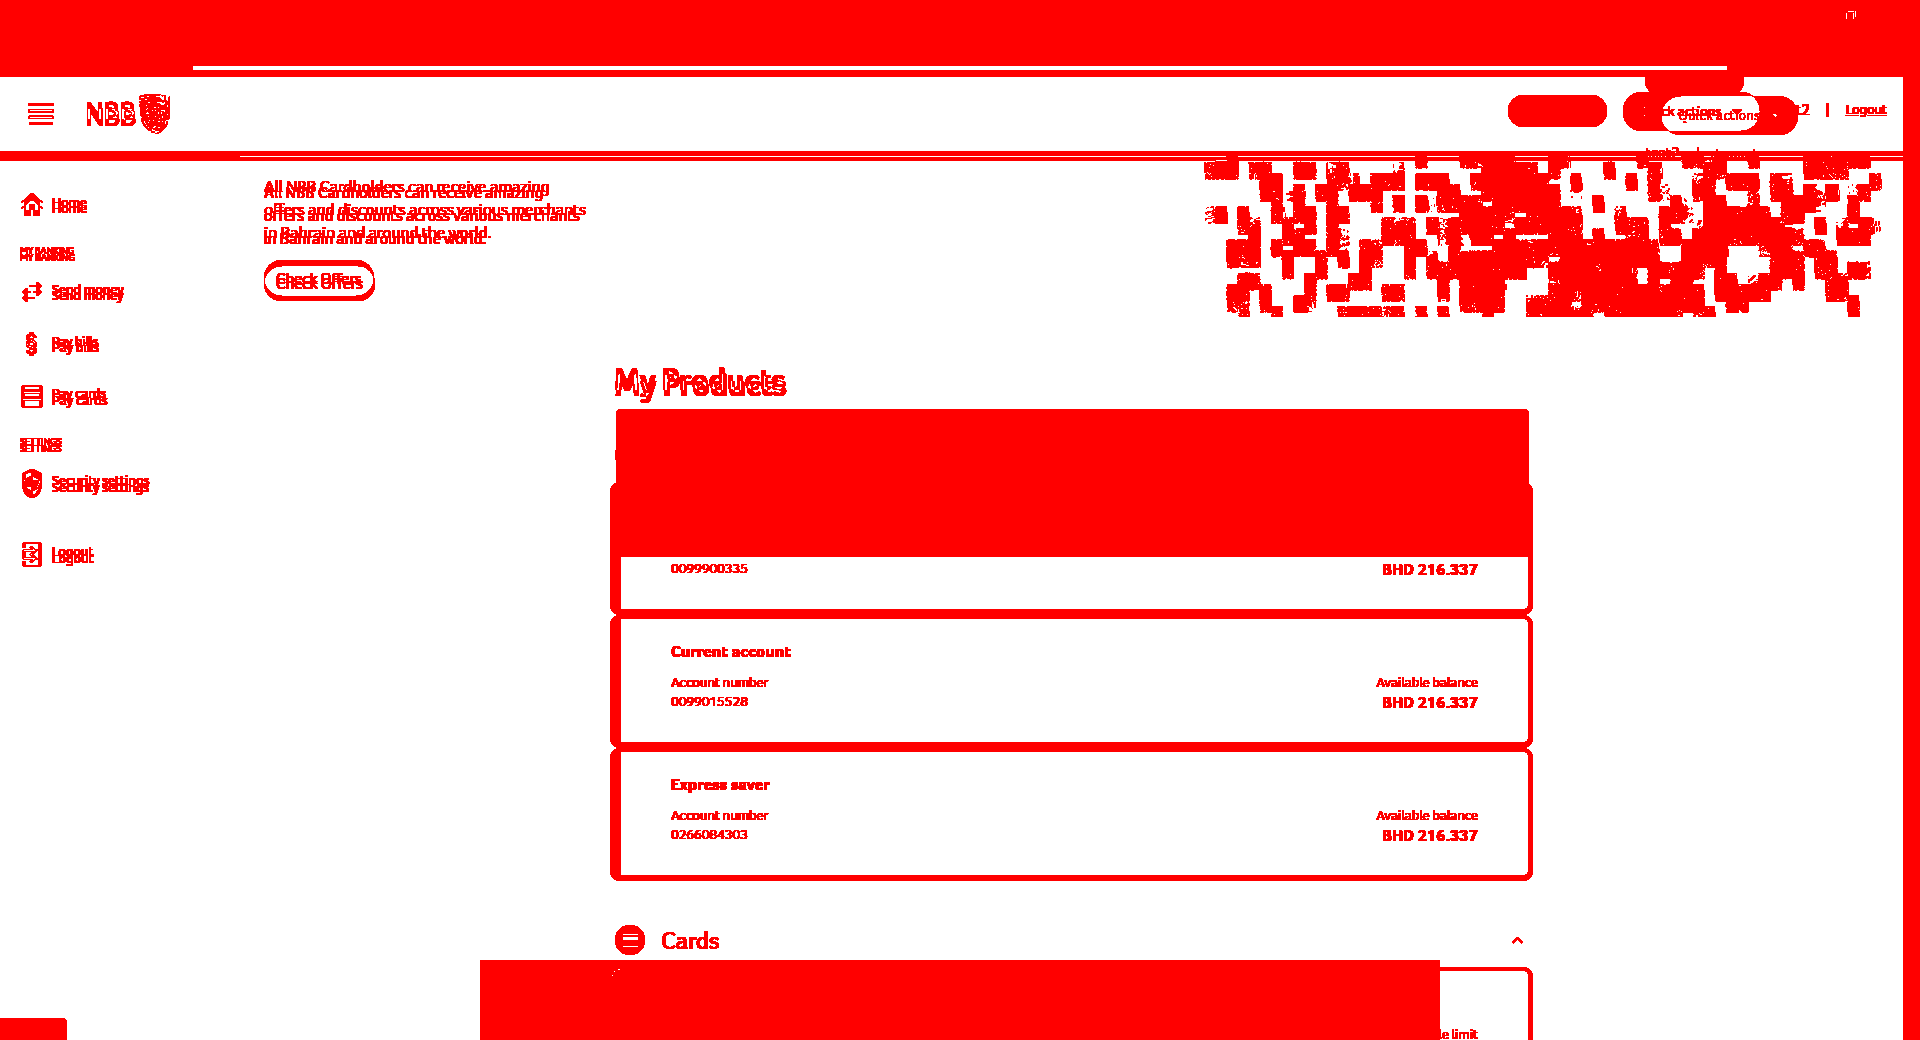 NBB
Quick actions
Logout
All NBB Cardholders can receive amazing
offers and discounts across various merchants
in Bahrain and around the world.
Check Offers
Home
Send money
Pay bills
Pay cards
SETTINGS
Security settings
Logout
My Products
0099900335
BHD 216.337
Current account
Account number
Available balance
0099015528
BHD 216.337
Express saver
Account number
Available balance
0266084303
BHD 216.337
Cards
limit